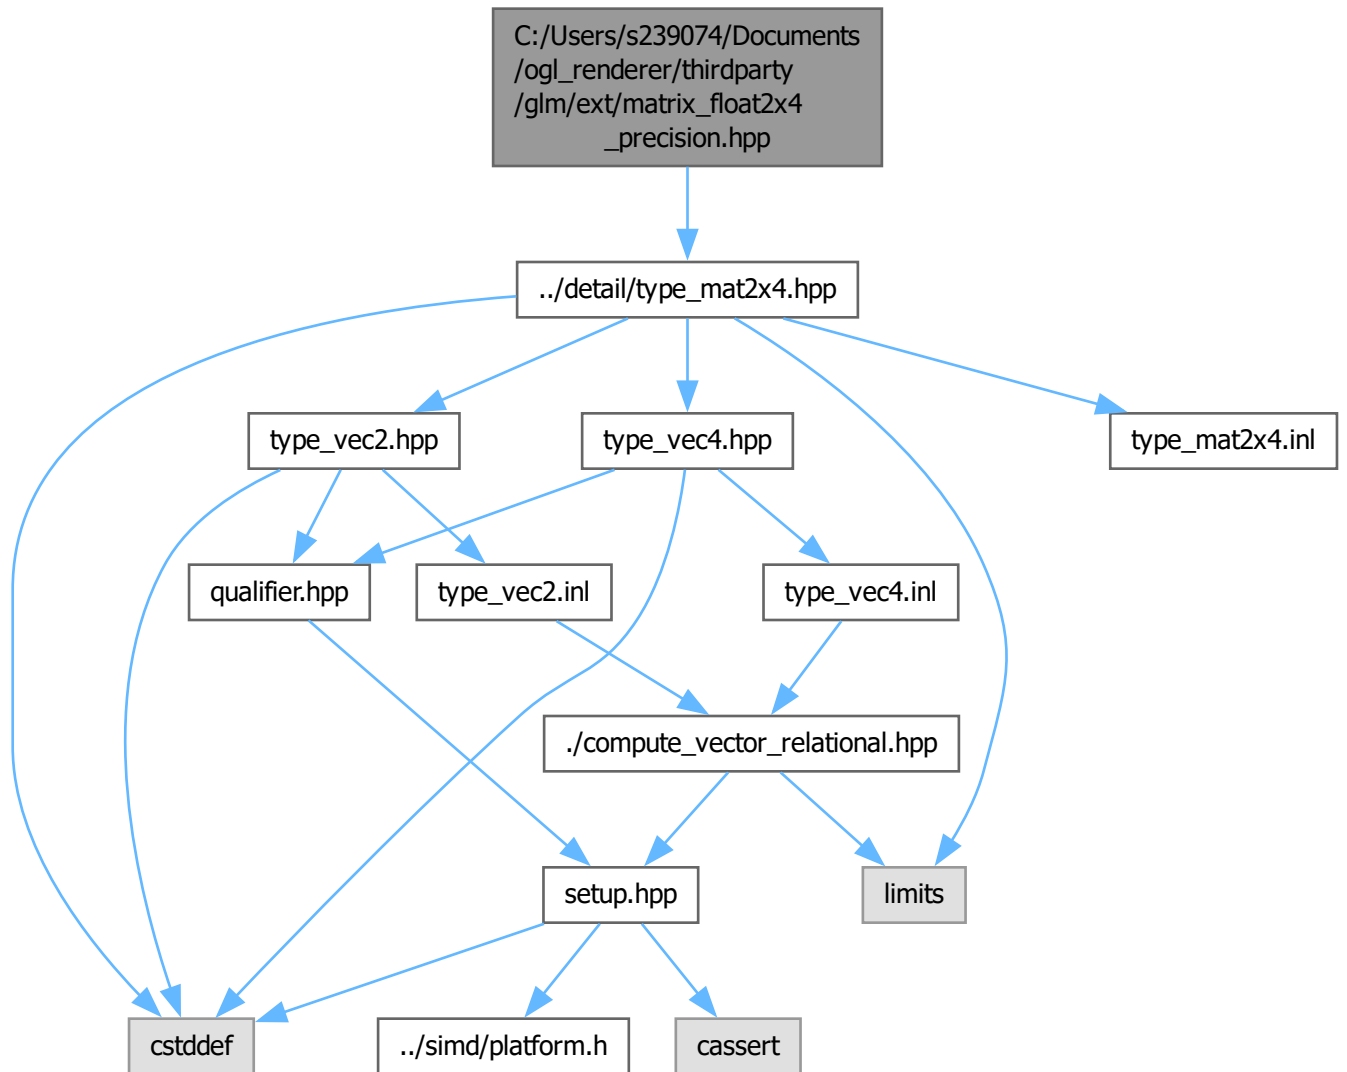 C:/Users/s239074/Documents
/ogl_renderer/thirdparty
/glm/ext/matrix_float2x4
_precision.hpp
../detail/type_mat2x4.hpp
type_vec2.hpp
type_vec4.hpp
type_mat2x4.inl
qualifier.hpp
type_vec2.inl
type_vec4.inl
./compute_vector_relational.hpp
setup.hpp
limits
cstddef
../simd/platform.h
cassert